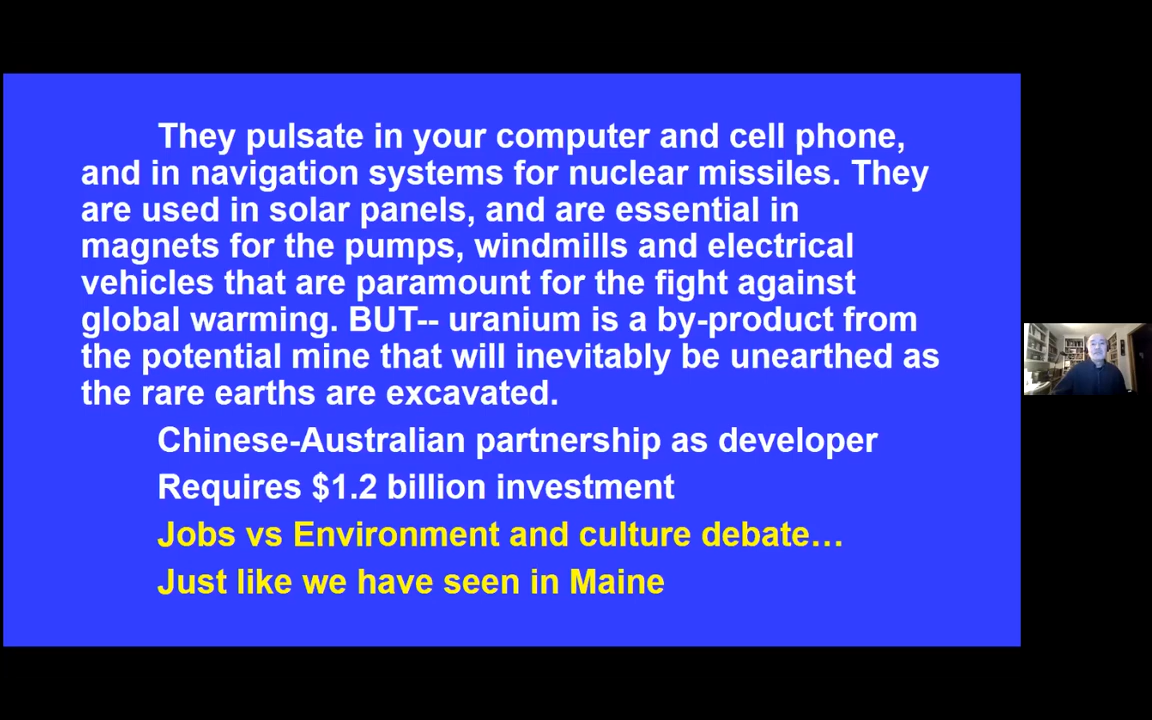 They pulsate in your computer and cell phone,
and in navigation systems for nuclear missiles. They
are used in solar panels, and are essential in
magnets for the pumps, windmills and electrical
vehicles that are paramount for the fight against
global warming. BUT-- uranium is a by-product from
the potential mine that will inevitably be unearthed as
the rare earths are excavated.
Chinese-Australian partnership as developer
Requires $1.2 billion investment
Jobs vs Environment and culture debate…
Just like we have seen in Maine